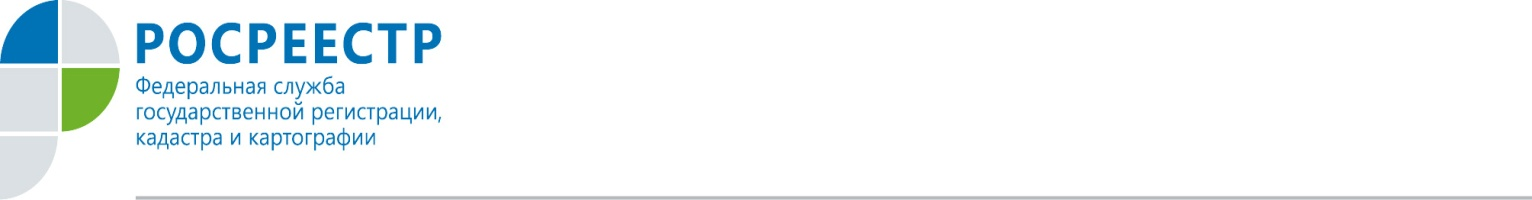 РОСРЕЕСТР
Федеральная служба
государственной регистрации,
кадастра и картографии